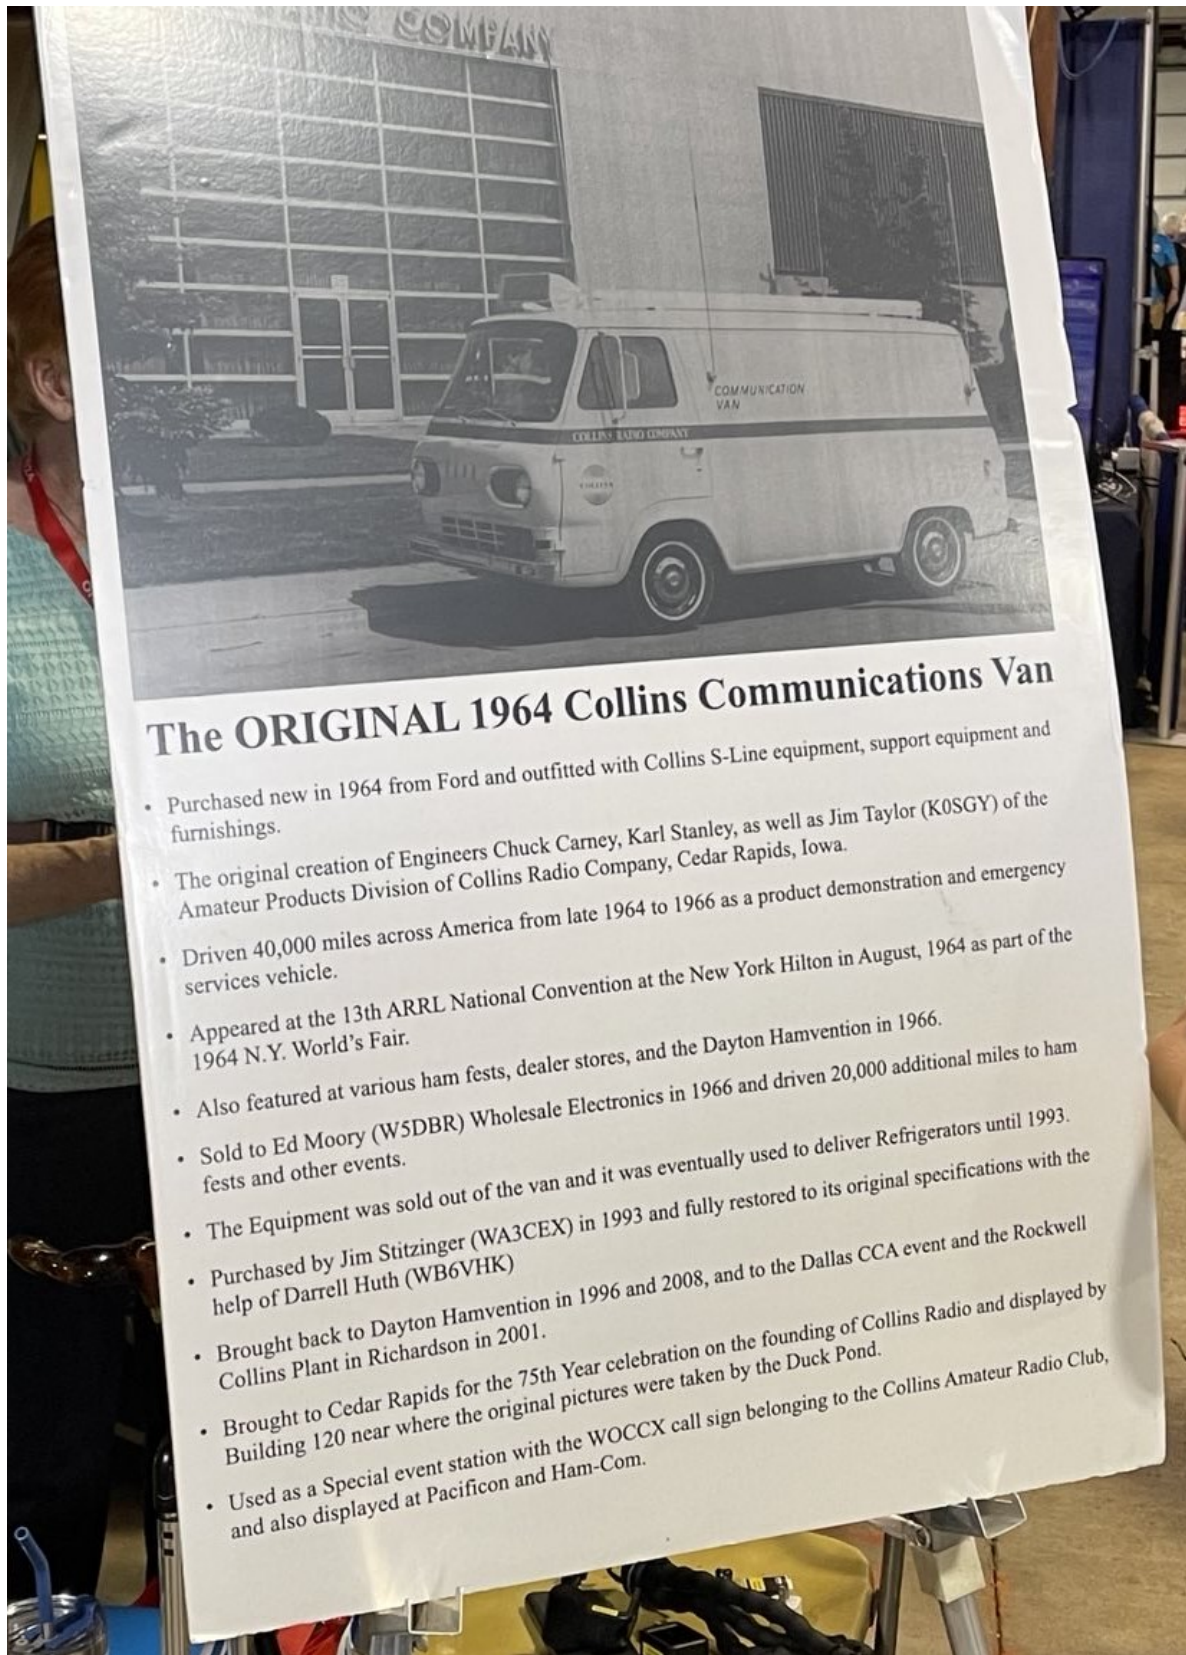 COMPANY
COMMUNICATION
VAN
COLLINS RADIO COMPANY
COLLINS
The ORIGINAL 1964 Collins Communications Van
• Purchased new in 1964 from Ford and outfitted with Collins S-Line equipment, support equipment and
furnishings.
• The original creation of Engineers Chuck Carney, Karl Stanley, as well as Jim Taylor (K0SGY) of the
Amateur Products Division of Collins Radio Company, Cedar Rapids, Iowa.
• Driven 40,000 miles across America from late 1964 to 1966 as a product demonstration and emergency
services vehicle.
• Appeared at the 13th ARRL National Convention at the New York Hilton in August, 1964 as part of the
1964 N.Y. World's Fair.
• Also featured at various ham fests, dealer stores, and the Dayton Hamvention in 1966.
• Sold to Ed Moory (W5DBR) Wholesale Electronics in 1966 and driven 20,000 additional miles to ham
fests and other events.
• The Equipment was sold out of the van and it was eventually used to deliver Refrigerators until 1993.
• Purchased by Jim Stitzinger (WA3CEX) in 1993 and fully restored to its original specifications with the
help of Darrell Huth (WB6VHK)
• Brought back to Dayton Hamvention in 1996 and 2008, and to the Dallas CCA event and the Rockwell
Collins Plant in Richardson in 2001.
• Brought to Cedar Rapids for the 75th Year celebration on the founding of Collins Radio and displayed by
Building 120 near where the original pictures were taken by the Duck Pond.
• Used as a Special event station with the WOCCX call sign belonging to the Collins Amateur Radio Club,
and also displayed at Pacificon and Ham-Com.